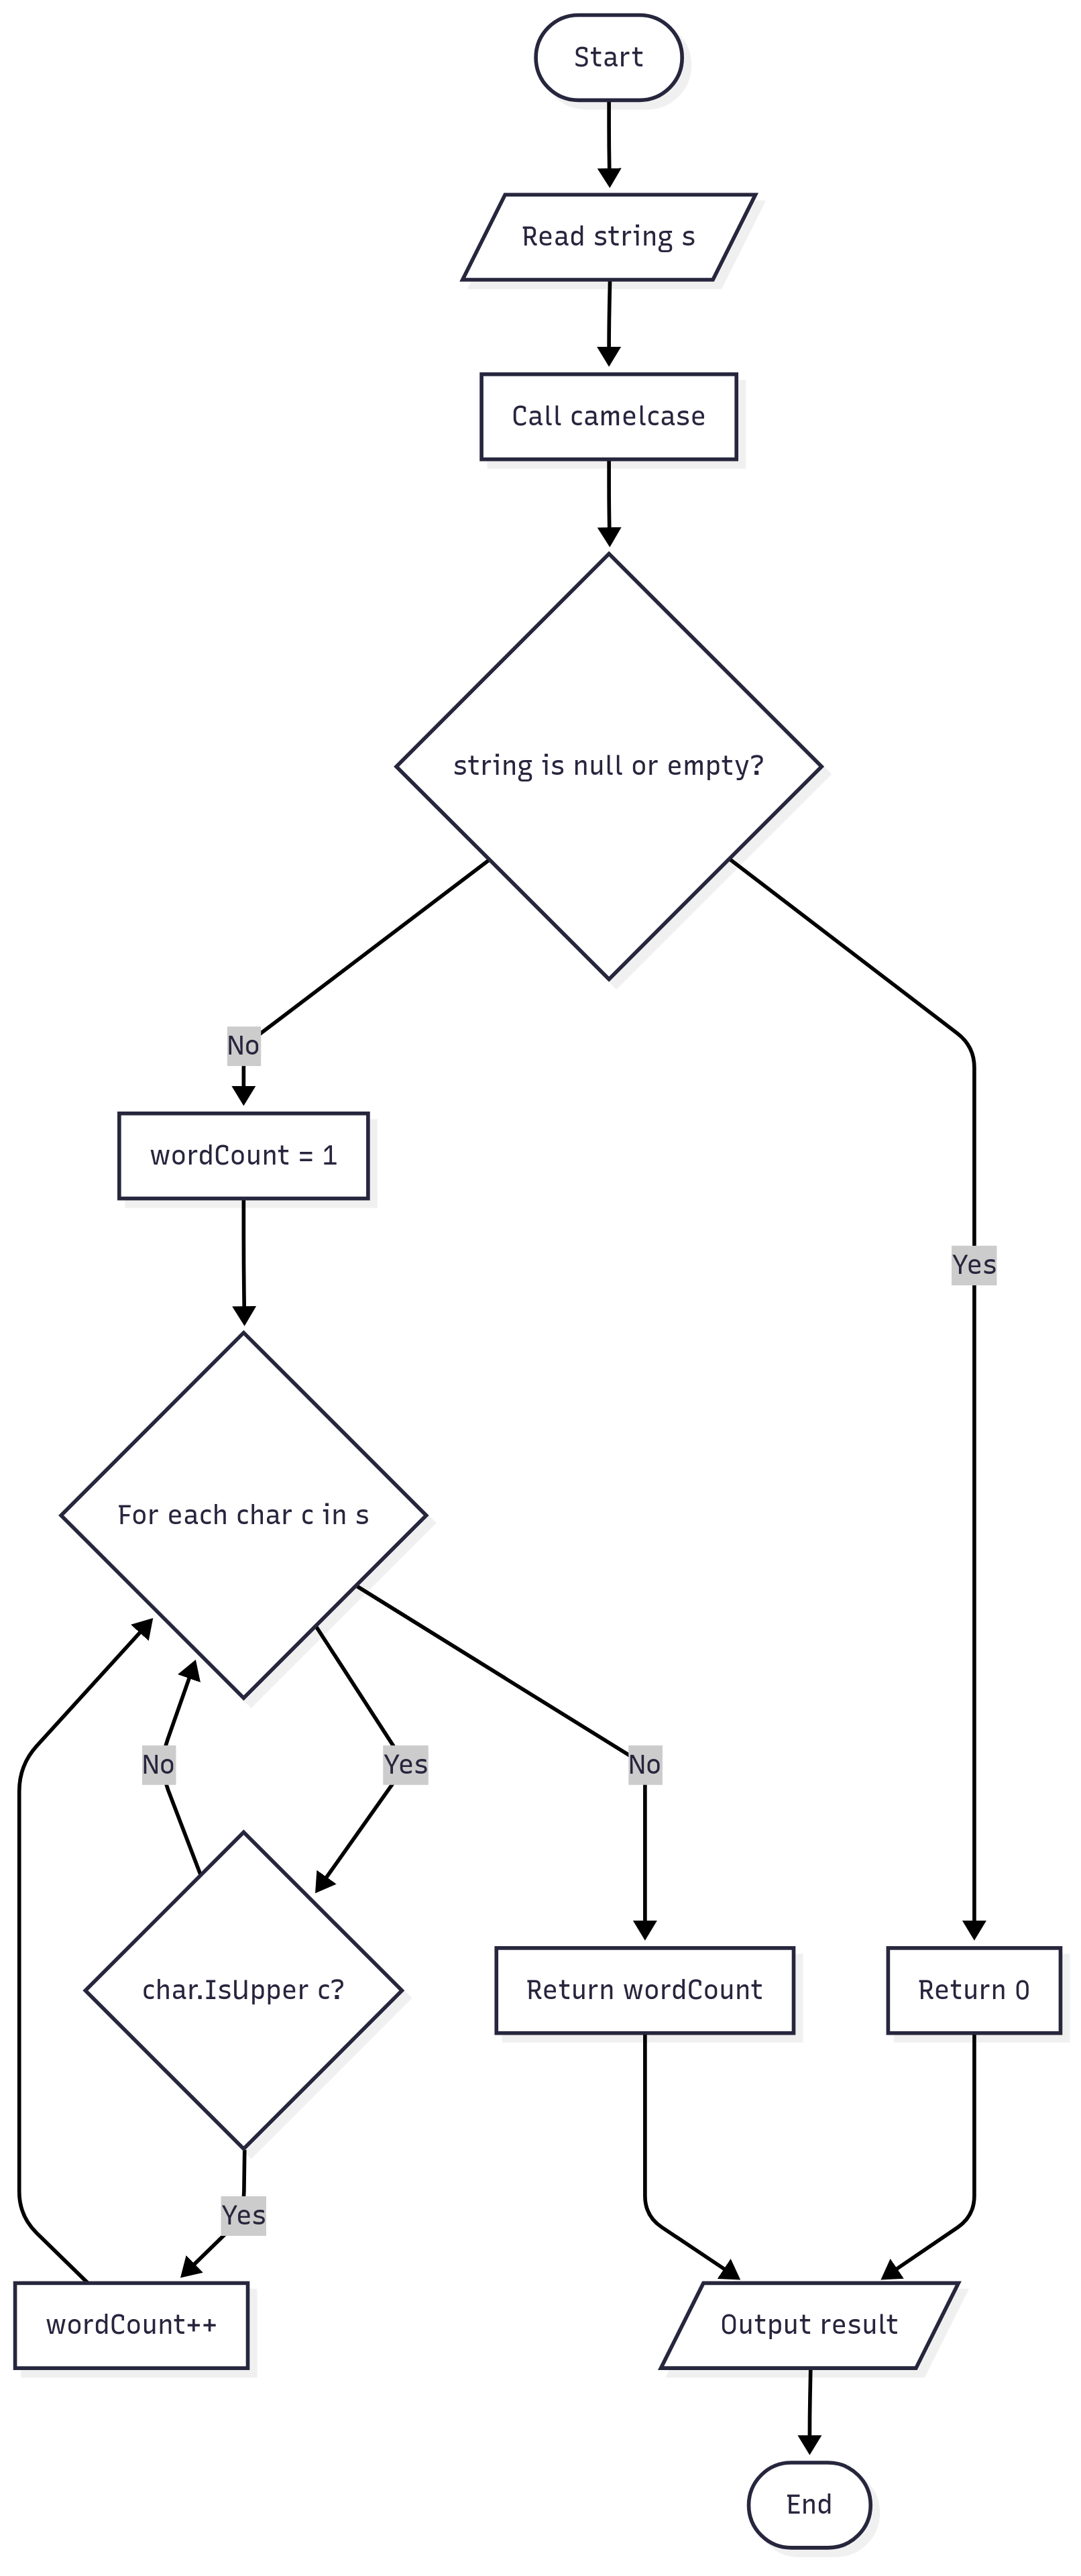 Start
Read string s
Call camelcase
string is null or empty?
No
wordCount = 1
Yes
For each char c in s
No
Yes
No
char.IsUpper c?
Return wordCount
Return 0
Yes
wordCount++
Output result
End